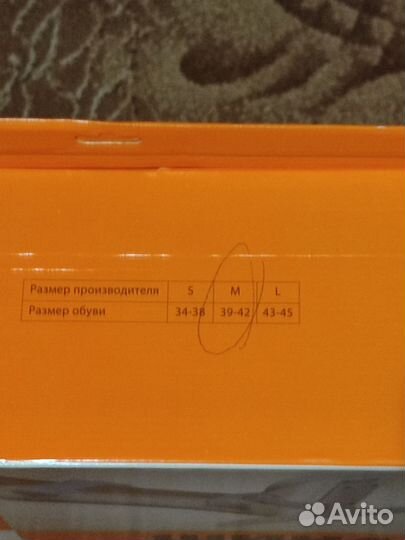 Размер производителя S M L
Размер обуви 34-38 39-42 43-45
Avito